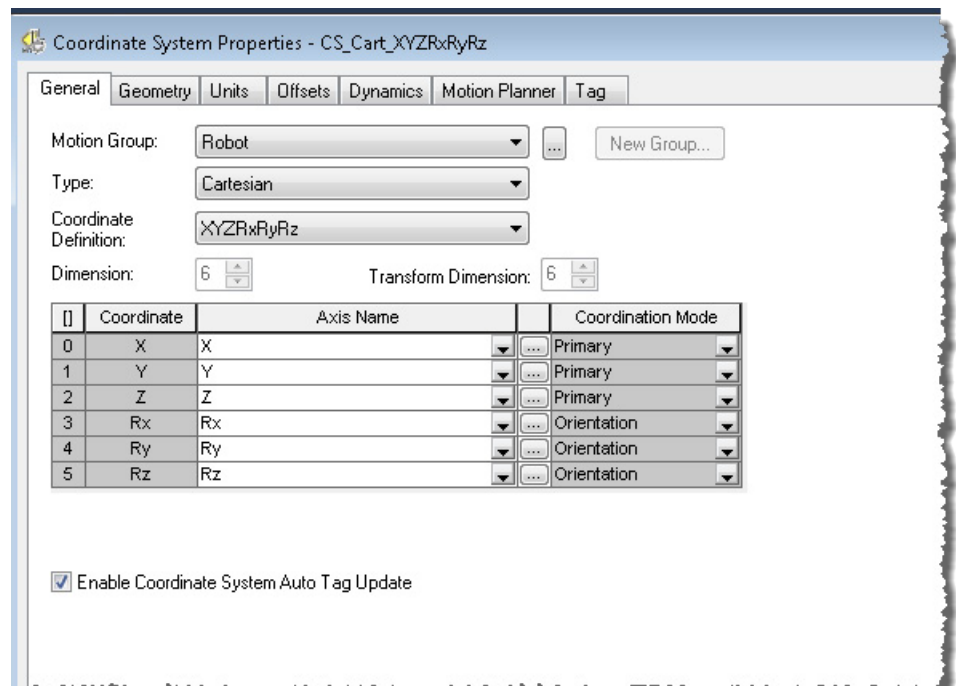 Coordinate System Properties - CS_Cart_XYZRxRyRz
General Geometry Units Offsets Dynamics Motion Planner Tag
Motion Group: Robot ... New Group...
Type: Cartesian
Coordinate Definition: XYZRxRyRz
Dimension: 6 Transform Dimension: 6
[] Coordinate Axis Name Coordination Mode
0 X X ... Primary
1 Y Y ... Primary
2 Z Z ... Primary
3 Rx Rx ... Orientation
4 Ry Ry ... Orientation
5 Rz Rz ... Orientation
Enable Coordinate System Auto Tag Update